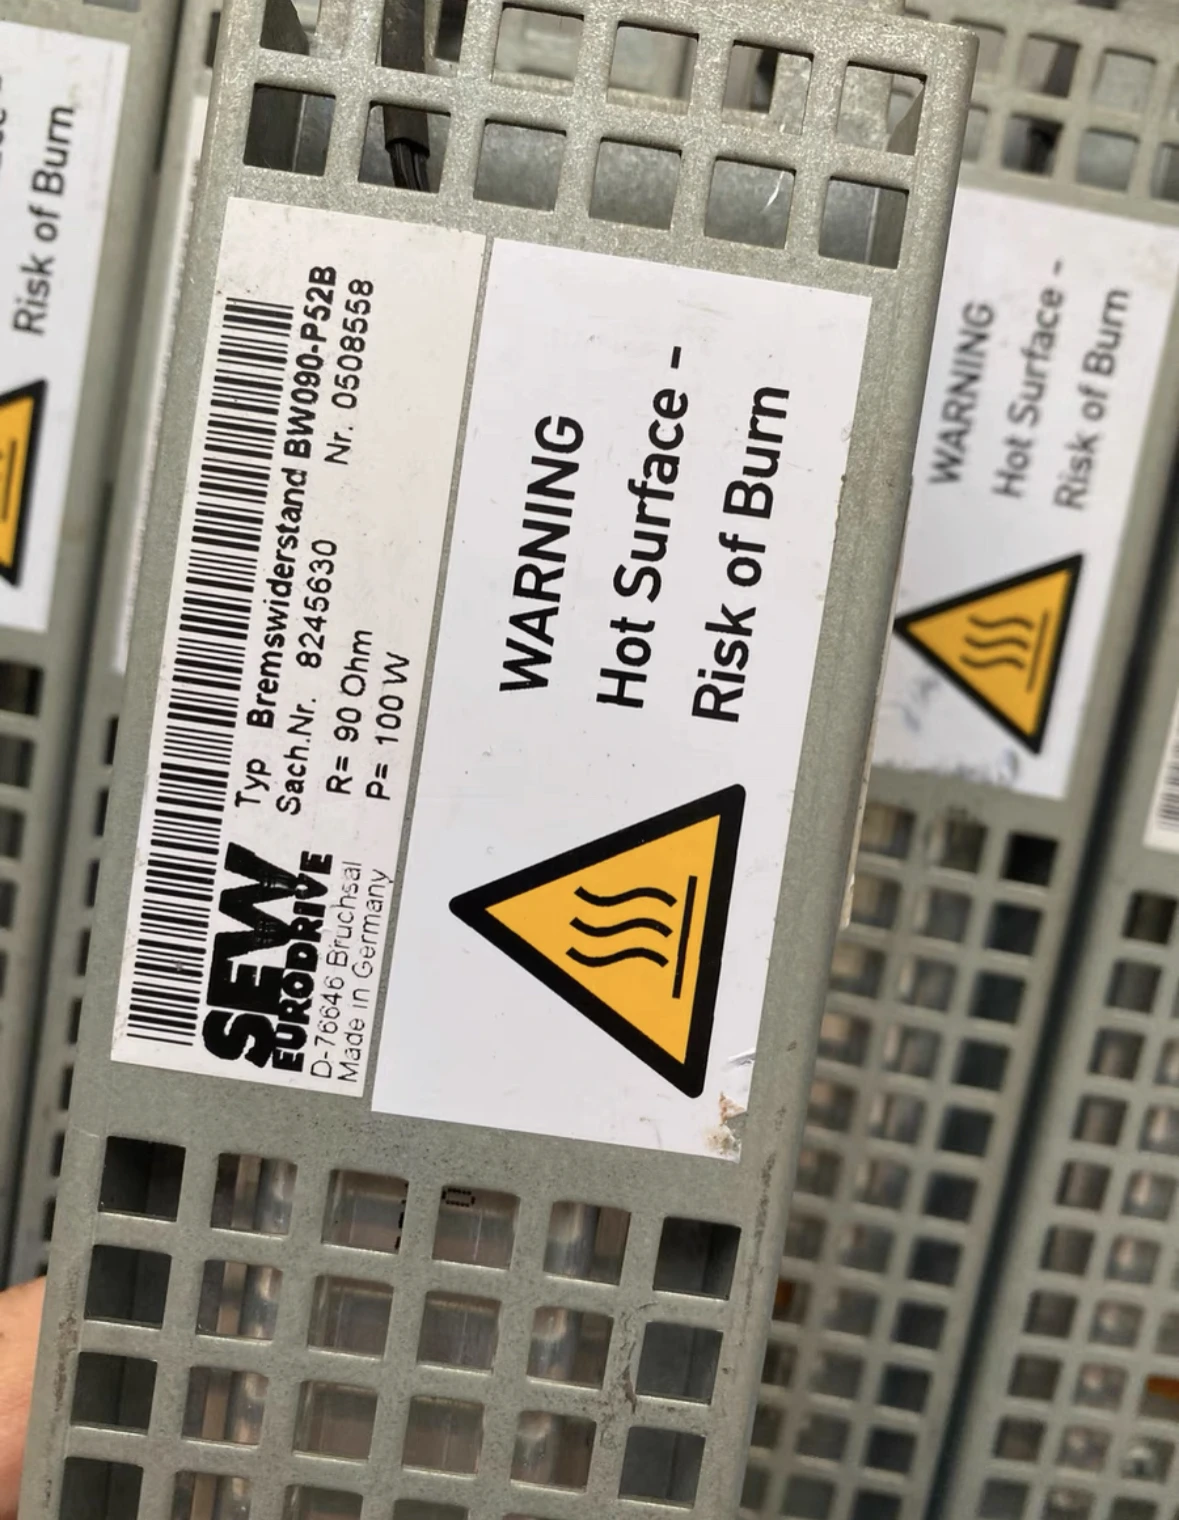 SEW
EURODRIVE
D-76646 Bruchsal
Made in Germany
Typ Bremswiderstand BW090-P52B
Sach.Nr. 8245630 Nr. 0508558
R= 90 Ohm
P= 100 W
WARNING
Hot Surface -
Risk of Burn
WARNING
Hot Surface -
Risk of Burn
Risk of Burn